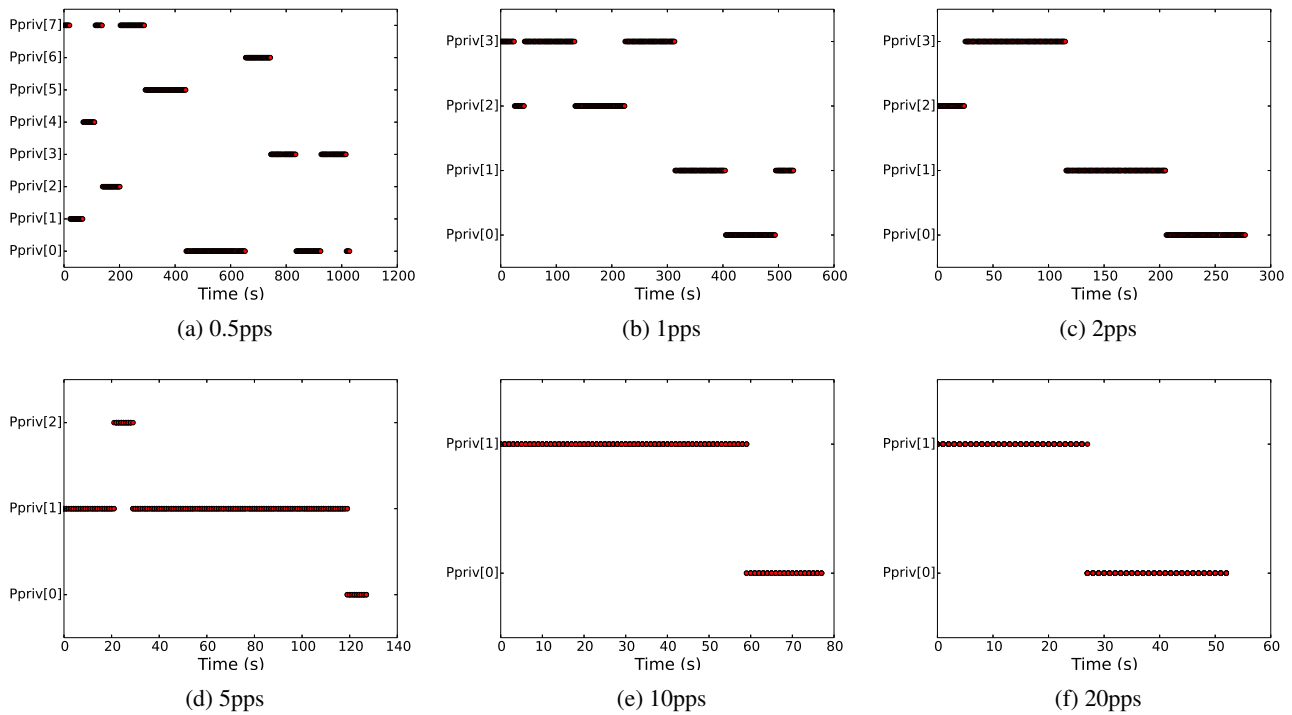 Ppriv[7]
Ppriv[6]
Ppriv[5]
Ppriv[4]
Ppriv[3]
Ppriv[2]
Ppriv[1]
Ppriv[0]
0 200 400 600 800 1000 1200
Time (s)
(a) 0.5pps
Ppriv[3]
Ppriv[2]
Ppriv[1]
Ppriv[0]
0 100 200 300 400 500 600
Time (s)
(b) 1pps
Ppriv[3]
Ppriv[2]
Ppriv[1]
Ppriv[0]
0 50 100 150 200 250 300
Time (s)
(c) 2pps
Ppriv[2]
Ppriv[1]
Ppriv[0]
0 20 40 60 80 100 120 140
Time (s)
(d) 5pps
Ppriv[1]
Ppriv[0]
0 10 20 30 40 50 60 70 80
Time (s)
(e) 10pps
Ppriv[1]
Ppriv[0]
0 10 20 30 40 50 60
Time (s)
(f) 20pps